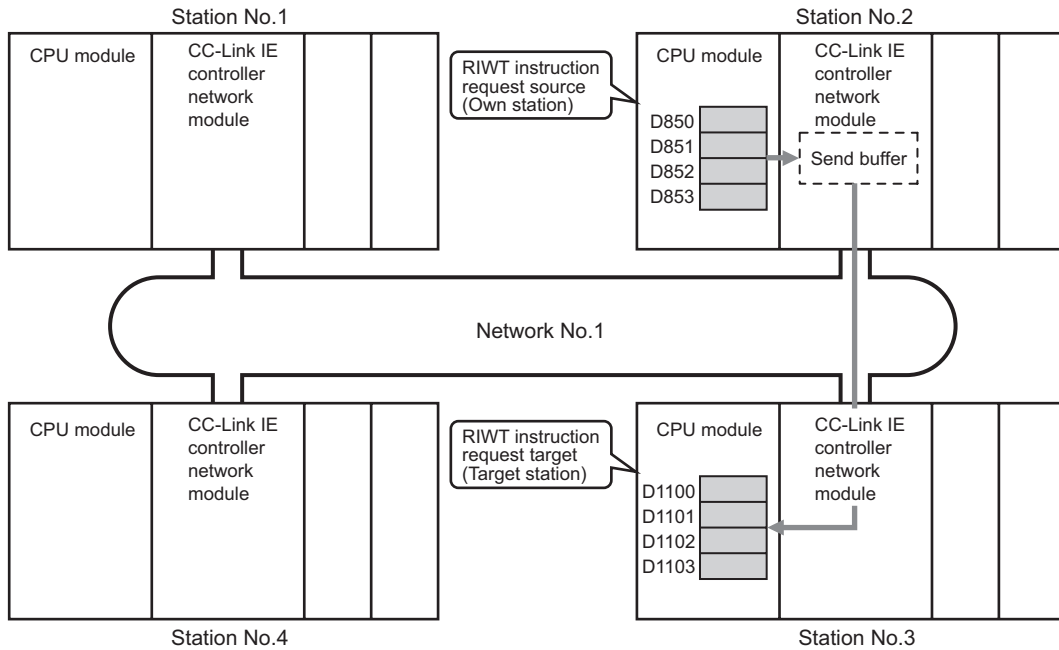 Station No.1
CPU module
CC-Link IE
controller
network
module
Station No.2
RIWT instruction
request source
(Own station)
CPU module
D850
D851
D852
D853
CC-Link IE
controller
network
module
Send buffer
Network No.1
CPU module
CC-Link IE
controller
network
module
Station No.4
RIWT instruction
request target
(Target station)
CPU module
D1100
D1101
D1102
D1103
CC-Link IE
controller
network
module
Station No.3